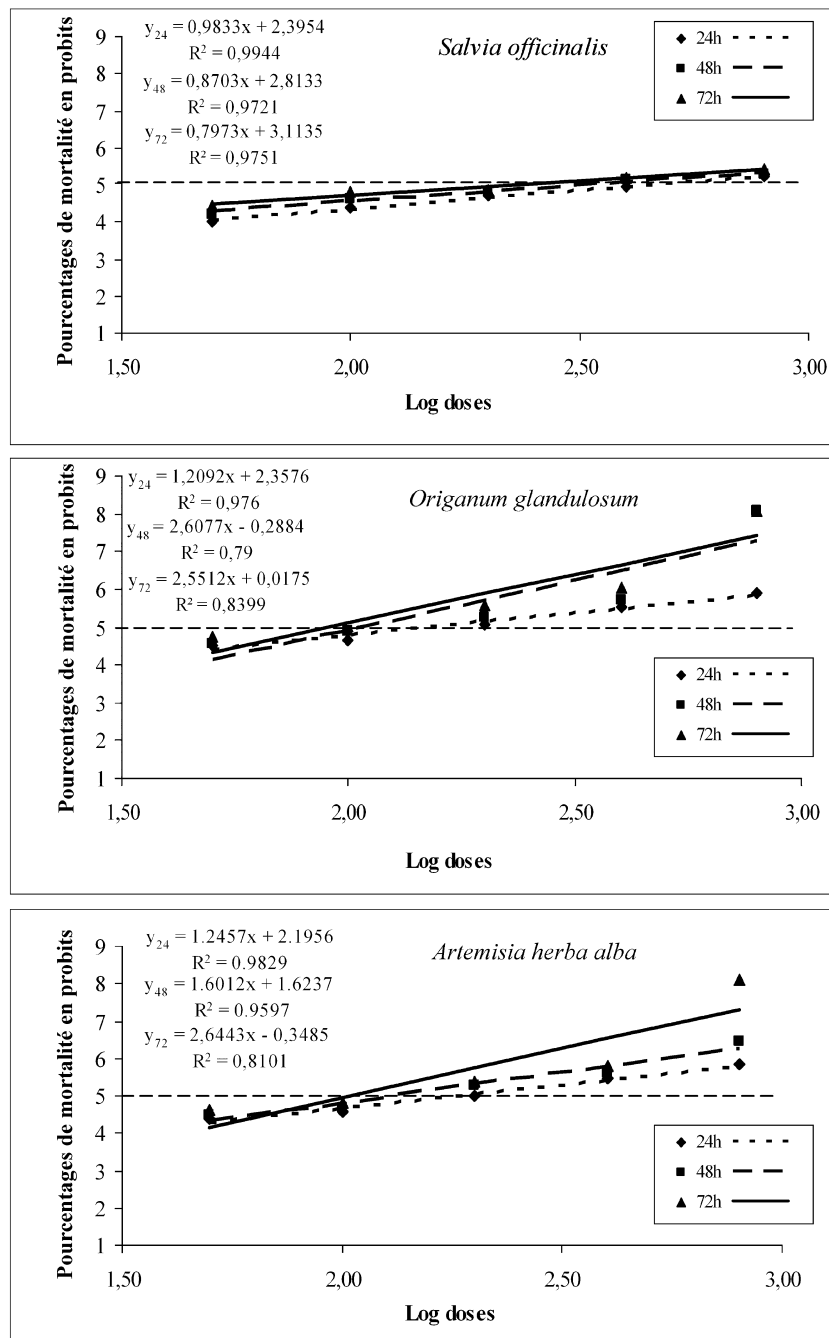 y24 = 0,9833x + 2,3954
R² = 0,9944
y48 = 0,8703x + 2,8133
R² = 0,9721
y72 = 0,7973x + 3,1135
R² = 0,9751
Salvia officinalis
24h
48h
72h
Pourcentages de mortalité en probits
9
8
7
6
5
4
3
2
1
1,50
2,00
2,50
3,00
Log doses
y24 = 1,2092x + 2,3576
R² = 0,976
y48 = 2,6077x - 0,2884
R² = 0,79
y72 = 2,5512x + 0,0175
R² = 0,8399
Origanum glandulosum
Pourcentages de mortalité en probits
9
8
7
6
5
4
3
2
1
24h
48h
72h
1,50
2,00
2,50
3,00
Log doses
y24 = 1.2457x + 2.1956
R² = 0.9829
y48 = 1.6012x + 1.6237
R² = 0.9597
y72 = 2,6443x - 0,3485
R² = 0,8101
Artemisia herba alba
Pourcentages de mortalité en probits
9
8
7
6
5
4
3
2
1
24h
48h
72h
1,50
2,00
2,50
3,00
Log doses